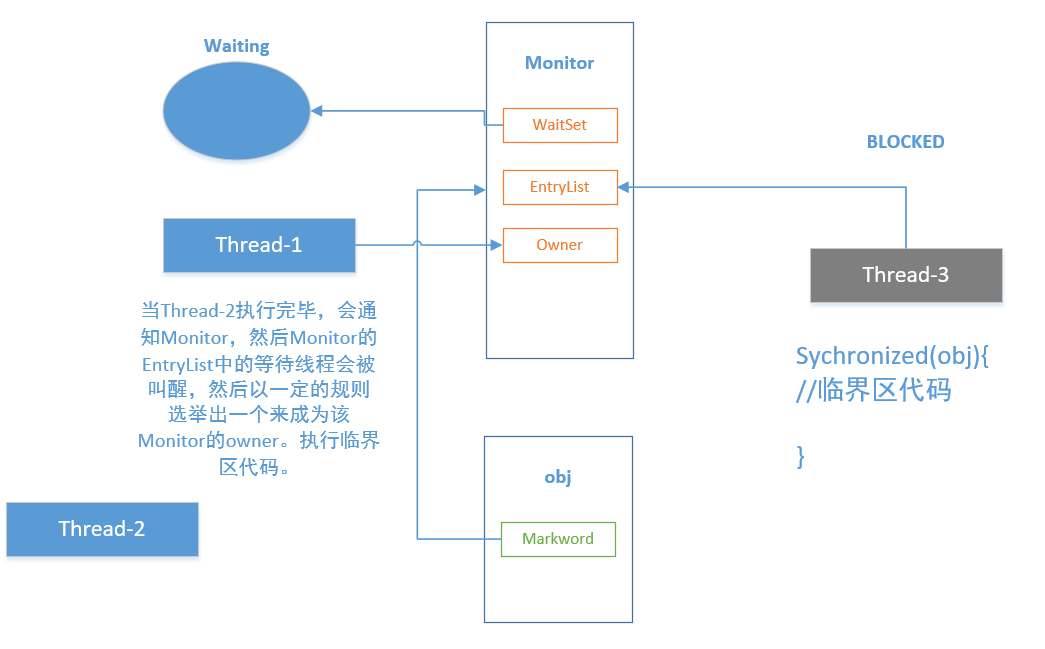 Waiting
Monitor
WaitSet
BLOCKED
EntryList
Thread-1
Owner
Thread-3
当Thread-2执行完毕，会通
知Monitor，然后Monitor的
EntryList中的等待线程会被
叫醒，然后以一定的规则
选举出一个来成为该
Monitor的owner。执行临界
区代码。
Sychronized(obj){
//临界区代码
}
obj
Thread-2
Markword